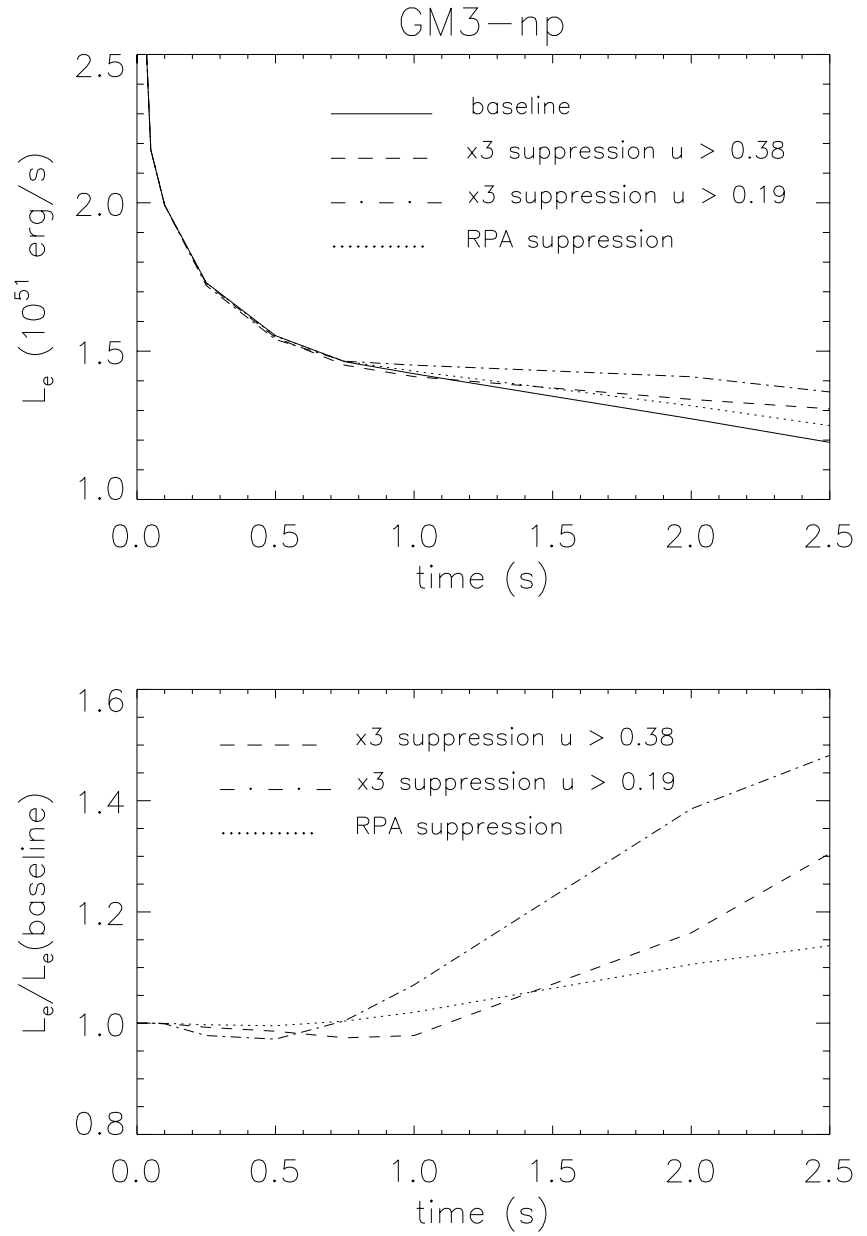 GM3-np
2.5
2.0
1.5
1.0
L_e (10^51 erg/s)
baseline
x3 suppression u > 0.38
x3 suppression u > 0.19
RPA suppression
0.0 0.5 1.0 1.5 2.0 2.5
time (s)
1.6
1.4
1.2
1.0
0.8
L_e/L_e(baseline)
x3 suppression u > 0.38
x3 suppression u > 0.19
RPA suppression
0.0 0.5 1.0 1.5 2.0 2.5
time (s)